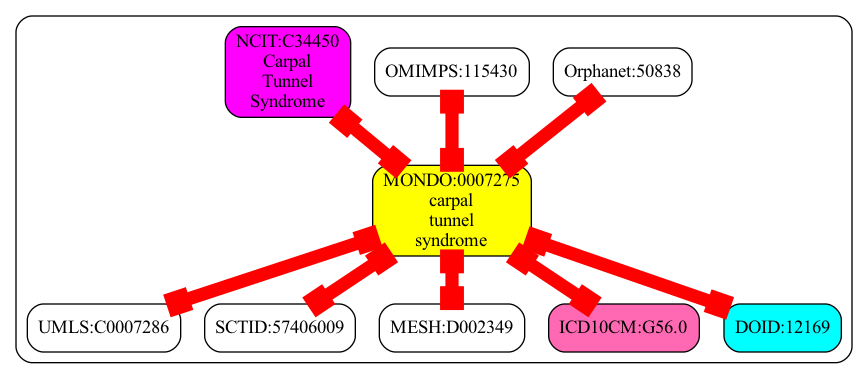 NCIT:C34450
Carpal
Tunnel
Syndrome
OMIMPS:115430
Orphanet:50838
MONDO:0007275
carpal
tunnel
syndrome
UMLS:C0007286
SCTID:57406009
MESH:D002349
ICD10CM:G56.0
DOID:12169